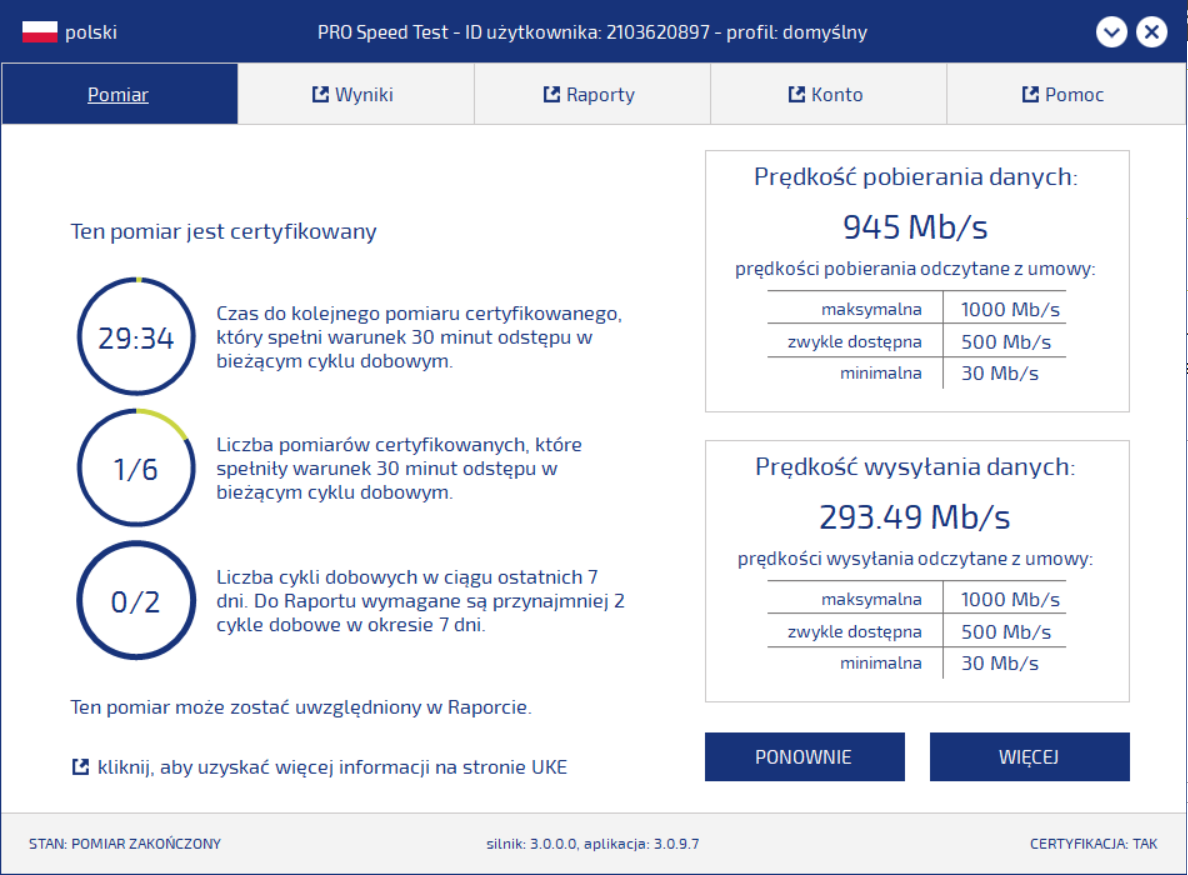 polski
PRO Speed Test - ID użytkownika: 2103620897 - profil: domyślny
Pomiar
Wyniki
Raporty
Konto
Pomoc
Ten pomiar jest certyfikowany
29:34
Czas do kolejnego pomiaru certyfikowanego,
który spełni warunek 30 minut odstępu w
bieżącym cyklu dobowym.
1/6
Liczba pomiarów certyfikowanych, które
spełniły warunek 30 minut odstępu w
bieżącym cyklu dobowym.
0/2
Liczba cykli dobowych w ciągu ostatnich 7
dni. Do Raportu wymagane są przynajmniej 2
cykle dobowe w okresie 7 dni.
Ten pomiar może zostać uwzględniony w Raporcie.
kliknij, aby uzyskać więcej informacji na stronie UKE
Prędkość pobierania danych:
945 Mb/s
prędkości pobierania odczytane z umowy:
maksymalna 1000 Mb/s
zwykle dostępna 500 Mb/s
minimalna 30 Mb/s
Prędkość wysyłania danych:
293.49 Mb/s
prędkości wysyłania odczytane z umowy:
maksymalna 1000 Mb/s
zwykle dostępna 500 Mb/s
minimalna 30 Mb/s
PONOWNIE
WIĘCEJ
STAN: POMIAR ZAKOŃCZONY
silnik: 3.0.0.0, aplikacja: 3.0.9.7
CERTYFIKACJA: TAK